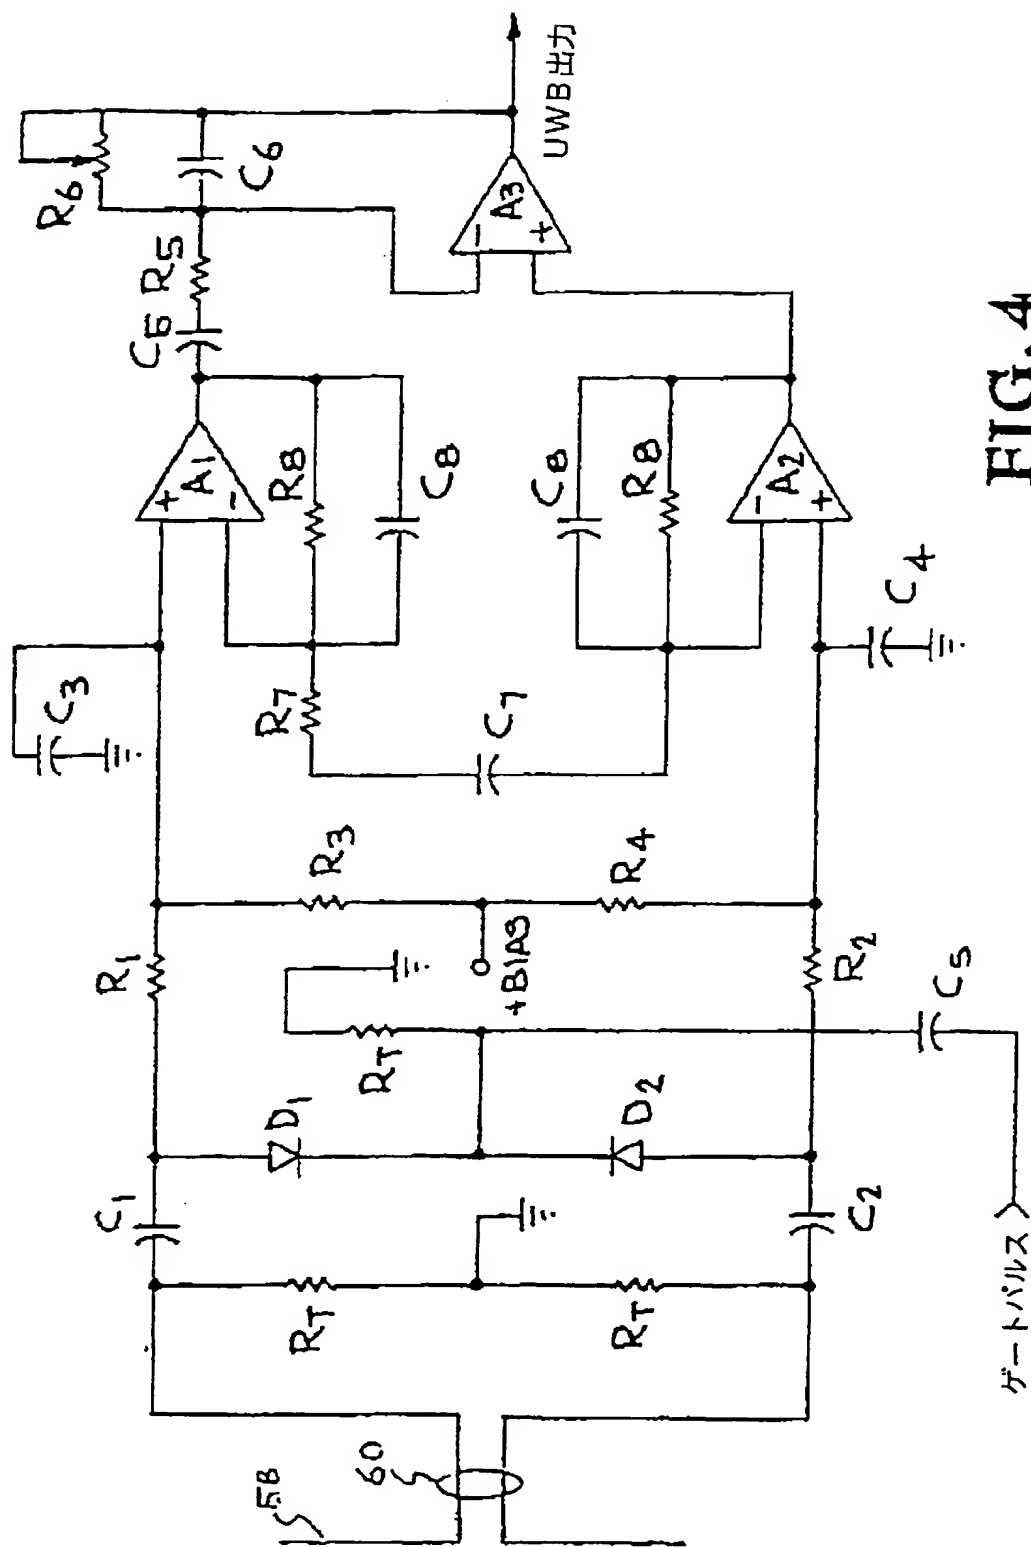 58
60
RT
RT
C1
C2
D1
D2
RT
R1
R2
+BIAS
R3
R4
C5
ゲートパルス
C3
C4
R7
C7
R8
C8
C8
R8
+
-
A1
-
+
A2
R5
R6
C6
-
+
A3
UWB出力
FIG. 4